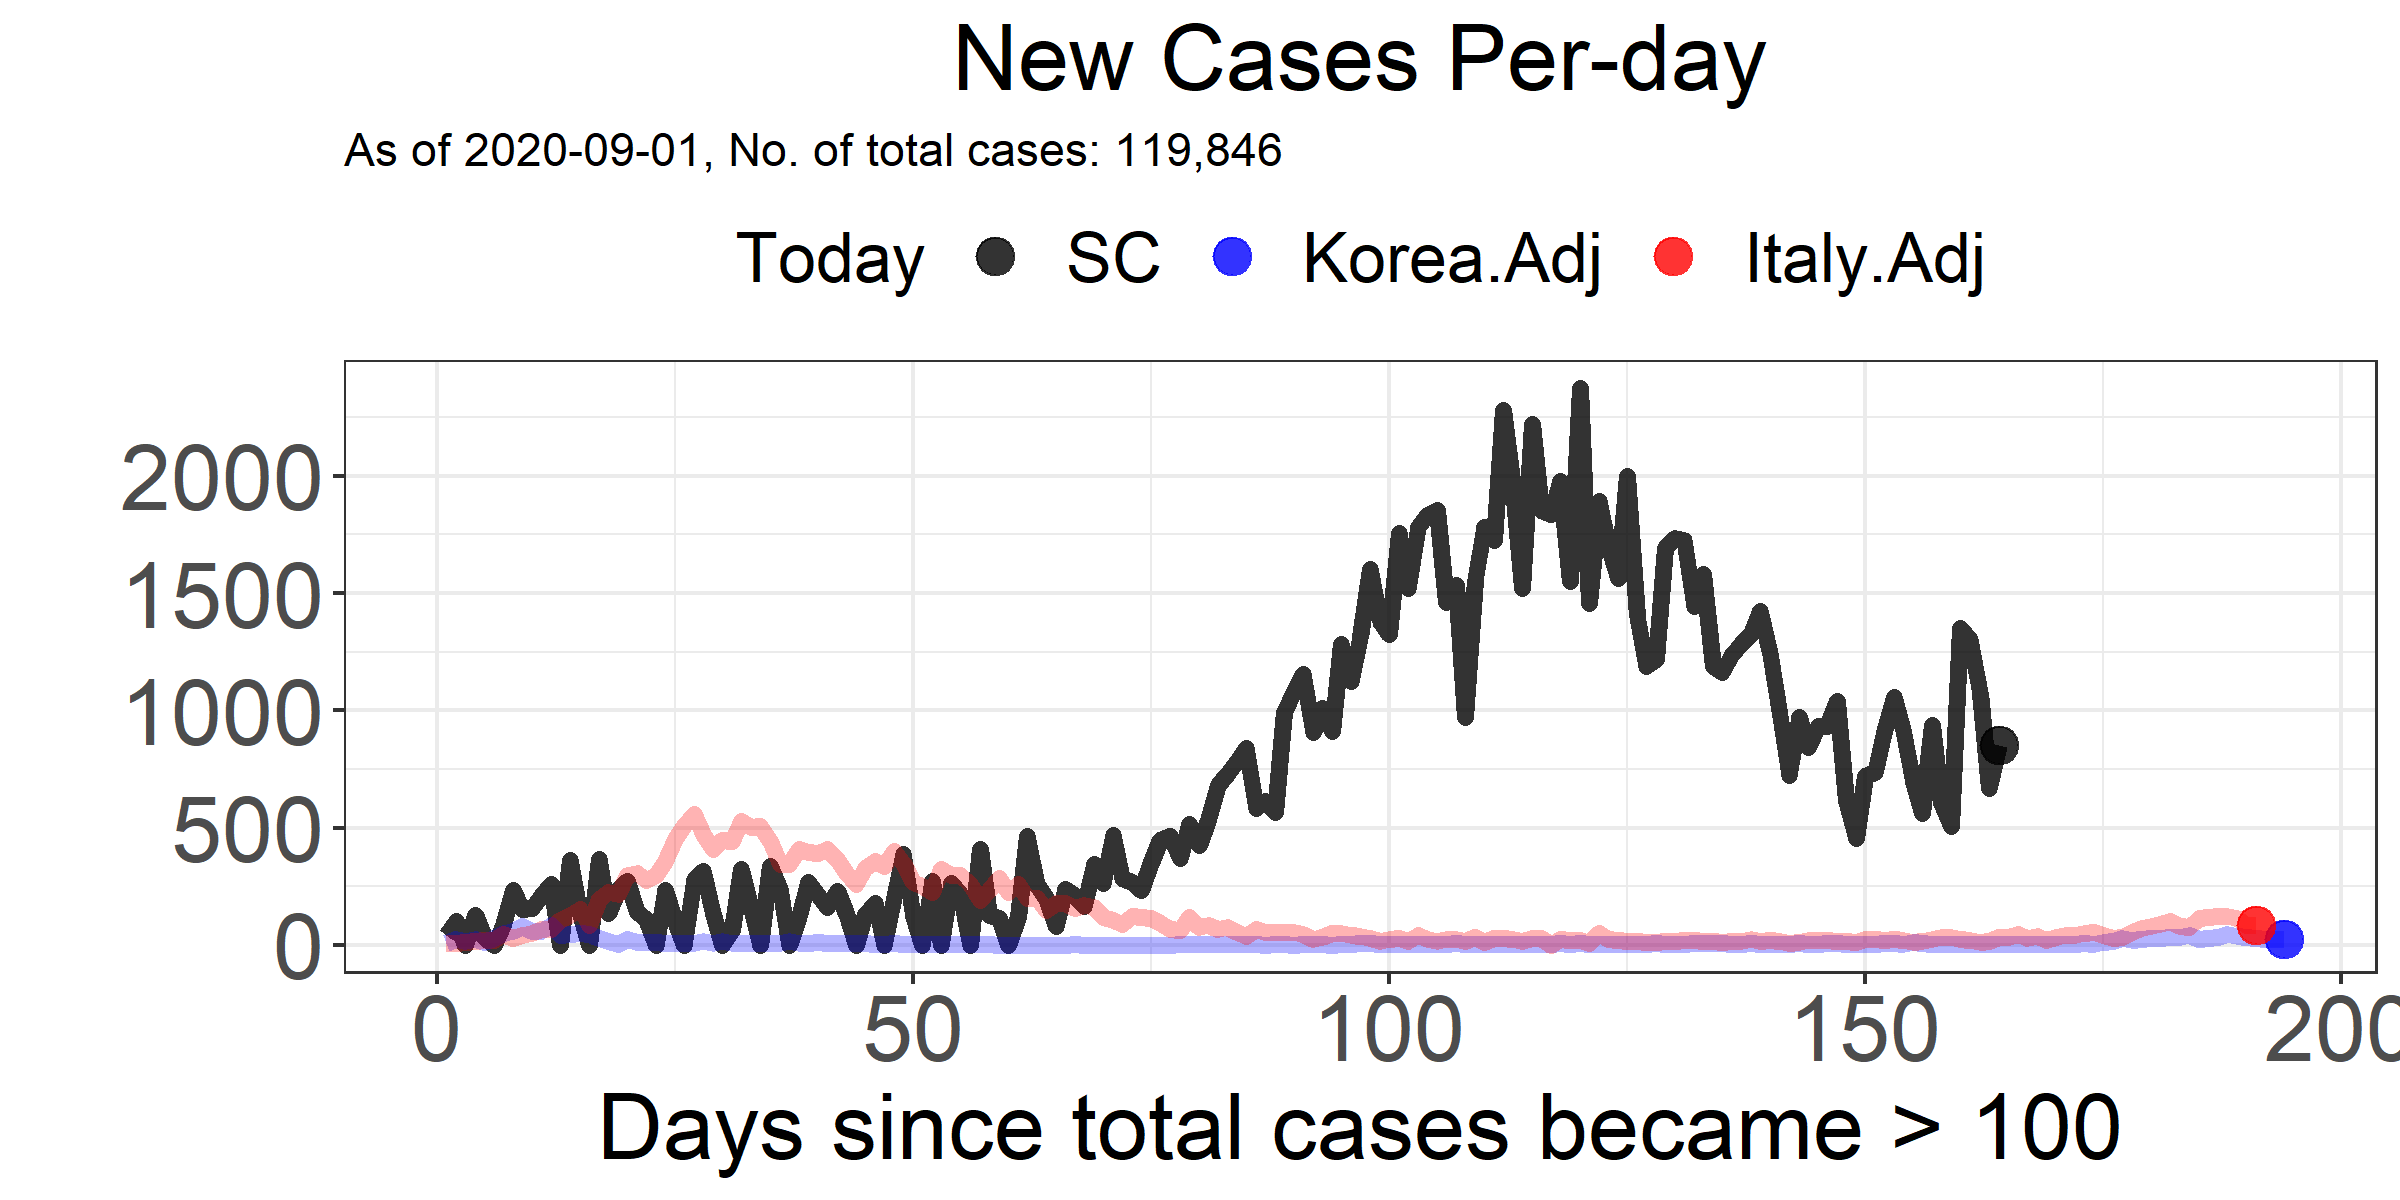 New Cases Per-day
As of 2020-09-01, No. of total cases: 119,846
Today SC Korea.Adj Italy.Adj
2000
1500
1000
500
0
0 50 100 150 200
Days since total cases became > 100